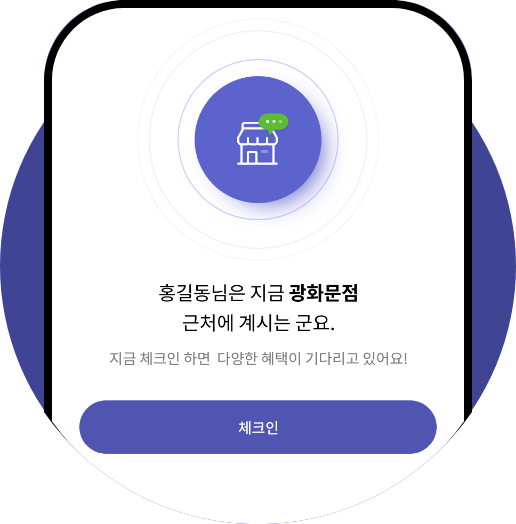 홍길동님은 지금 광화문점
근처에 계시는 군요.
지금 체크인 하면 다양한 혜택이 기다리고 있어요!
체크인